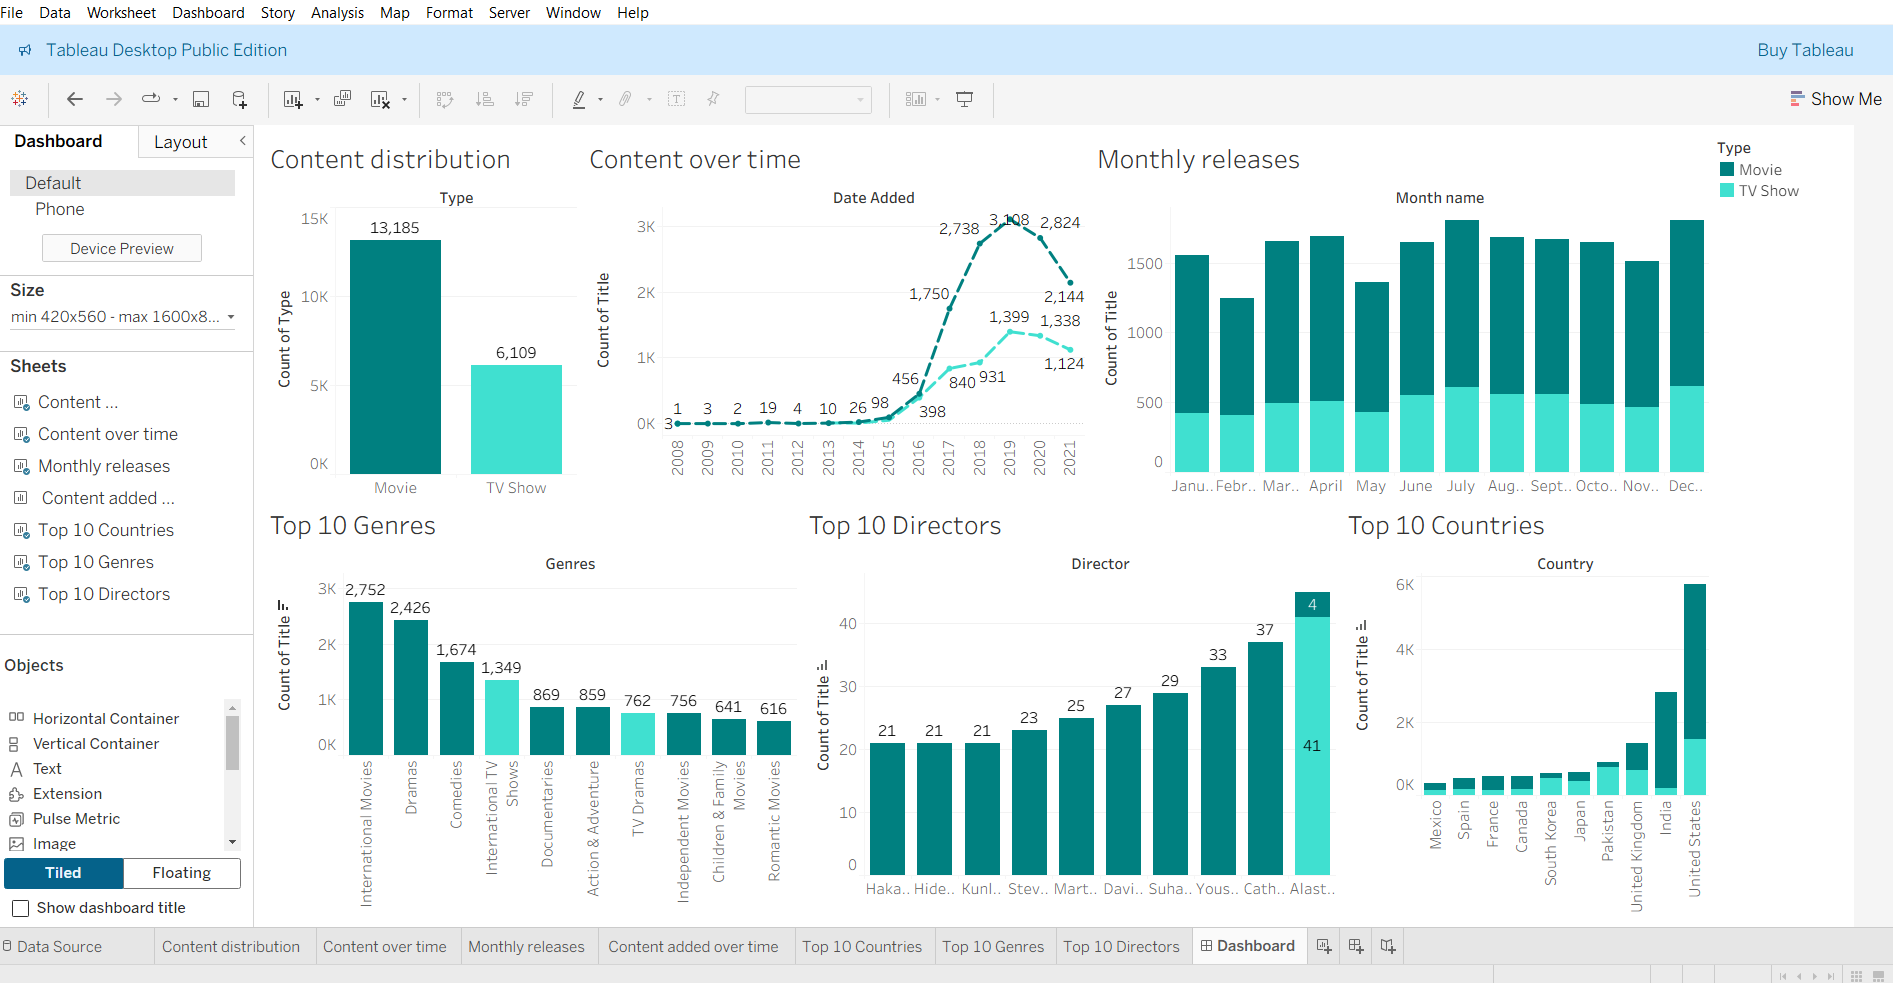 File Data Worksheet Dashboard Story Analysis Map Format Server Window Help
Tableau Desktop Public Edition Buy Tableau
Show Me
Dashboard Layout
Default
Phone
Device Preview
Size
min 420x560 - max 1600x8...
Sheets
Content ...
Content over time
Monthly releases
Content added ...
Top 10 Countries
Top 10 Genres
Top 10 Directors
Objects
Horizontal Container
Vertical Container
Text
Extension
Pulse Metric
Image
Tiled Floating
Show dashboard title
Content distribution
Type
Count of Type
15K
10K
5K
0K
13,185
6,109
Movie TV Show
Content over time
Date Added
Count of Title
3K
2K
1K
0K
1 3 2 19 4 10 26 98 456 1,750 2,738 3,108 2,824 2,144
3 398 840 931 1,399 1,338 1,124
2008 2009 2010 2011 2012 2013 2014 2015 2016 2017 2018 2019 2020 2021
Monthly releases
Month name
Count of Title
1500
1000
500
0
Janu.. Febr.. Mar.. April May June July Aug.. Sept.. Octo.. Nov.. Dec..
Type
Movie
TV Show
Top 10 Genres
Genres
Count of Title
3K
2K
1K
0K
2,752 2,426 1,674 1,349 869 859 762 756 641 616
International Movies
Dramas
Comedies
International TV
Shows
Documentaries
Action & Adventure
TV Dramas
Independent Movies
Children & Family
Movies
Romantic Movies
Top 10 Directors
Director
Count of Title
40
30
20
10
0
21 21 21 23 25 27 29 33 37 4
41
Haka.. Hide.. Kunl.. Stev.. Mart.. Davi.. Suha.. Yous.. Cath.. Alast..
Top 10 Countries
Country
Count of Title
6K
4K
2K
0K
Mexico
Spain
France
Canada
South Korea
Japan
Pakistan
United Kingdom
India
United States
Data Source Content distribution Content over time Monthly releases Content added over time Top 10 Countries Top 10 Genres Top 10 Directors Dashboard